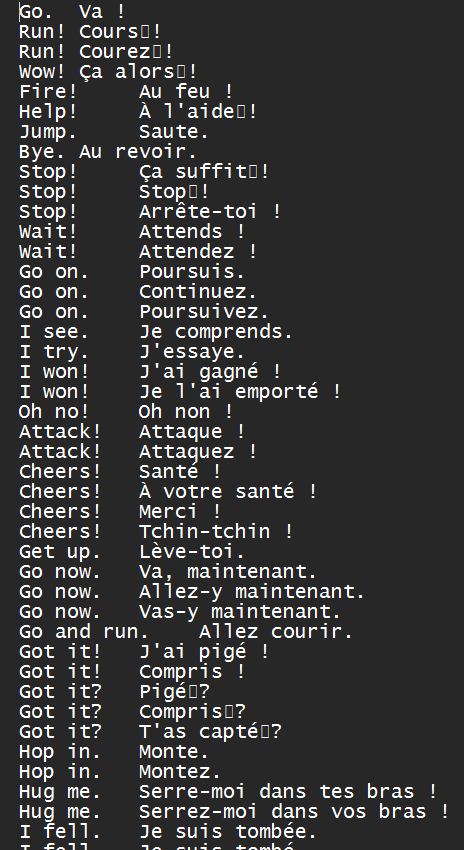 Go. Va !
Run! Cours▯!
Run! Courez▯!
Wow! Ça alors▯!
Fire! Au feu !
Help! À l'aide▯!
Jump. Saute.
Bye. Au revoir.
Stop! Ça suffit▯!
Stop! Stop▯!
Stop! Arrête-toi !
Wait! Attends !
Wait! Attendez !
Go on. Poursuis.
Go on. Continuez.
Go on. Poursuivez.
I see. Je comprends.
I try. J'essaye.
I won! J'ai gagné !
I won! Je l'ai emporté !
Oh no! Oh non !
Attack! Attaque !
Attack! Attaquez !
Cheers! Santé !
Cheers! À votre santé !
Cheers! Merci !
Cheers! Tchin-tchin !
Get up. Lève-toi.
Go now. Va, maintenant.
Go now. Allez-y maintenant.
Go now. Vas-y maintenant.
Go and run. Allez courir.
Got it! J'ai pigé !
Got it! Compris !
Got it? Pigé▯?
Got it? Compris▯?
Got it? T'as capté▯?
Hop in. Monte.
Hop in. Montez.
Hug me. Serre-moi dans tes bras !
Hug me. Serrez-moi dans vos bras !
I fell. Je suis tombée.
I fell. Je suis tombé